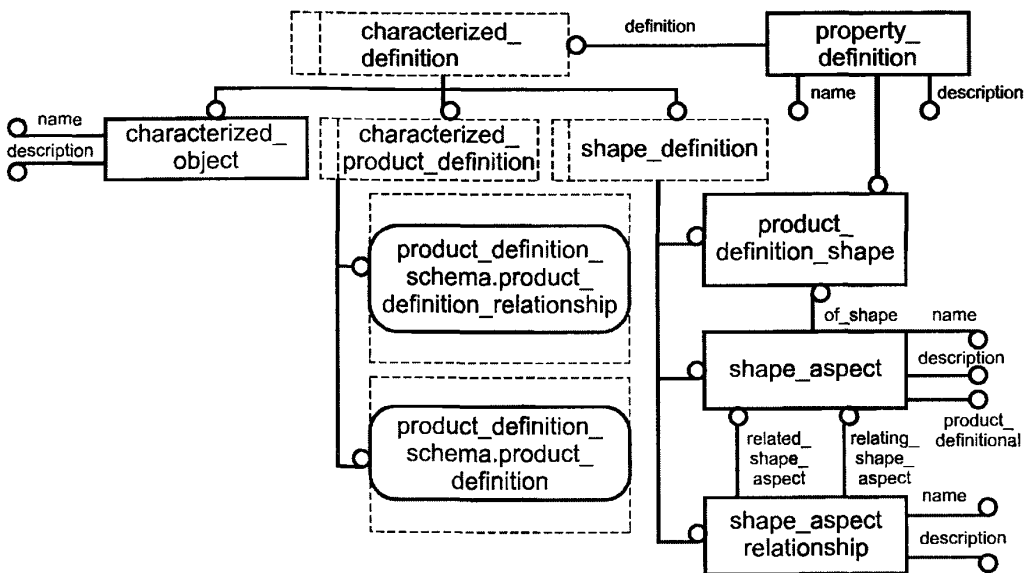 characterized_
definition
definition
property_
definition
name
description
name
description
characterized_
object
characterized_
product_definition
shape_definition
product_definition_
schema.product_
definition_relationship
product_
definition_shape
of_shape
name
shape_aspect
description
product_
definitional
product_definition_
schema.product_
definition
related_
shape_
aspect
relating_
shape_
aspect
shape_aspect
relationship
name
description